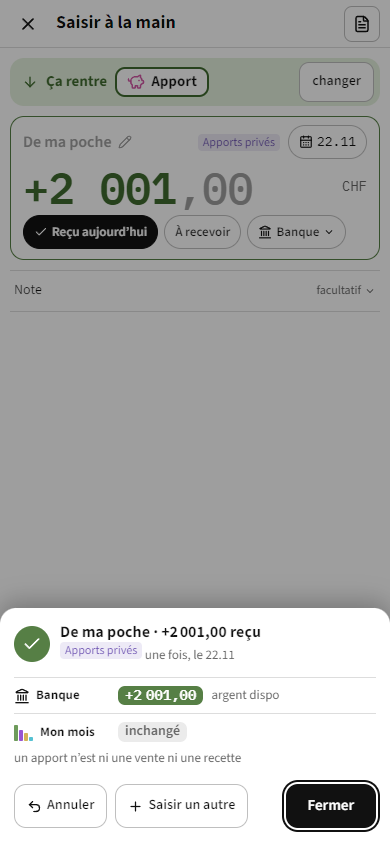 Saisir à la main
Ça rentre Apport changer
De ma poche Apports privés 22.11
+2 001,00 CHF
Reçu aujourd’hui À recevoir Banque
Note facultatif
De ma poche · +2 001,00 reçu
Apports privés une fois, le 22.11
Banque +2 001,00 argent dispo
Mon mois inchangé
un apport n’est ni une vente ni une recette
Annuler Saisir un autre Fermer